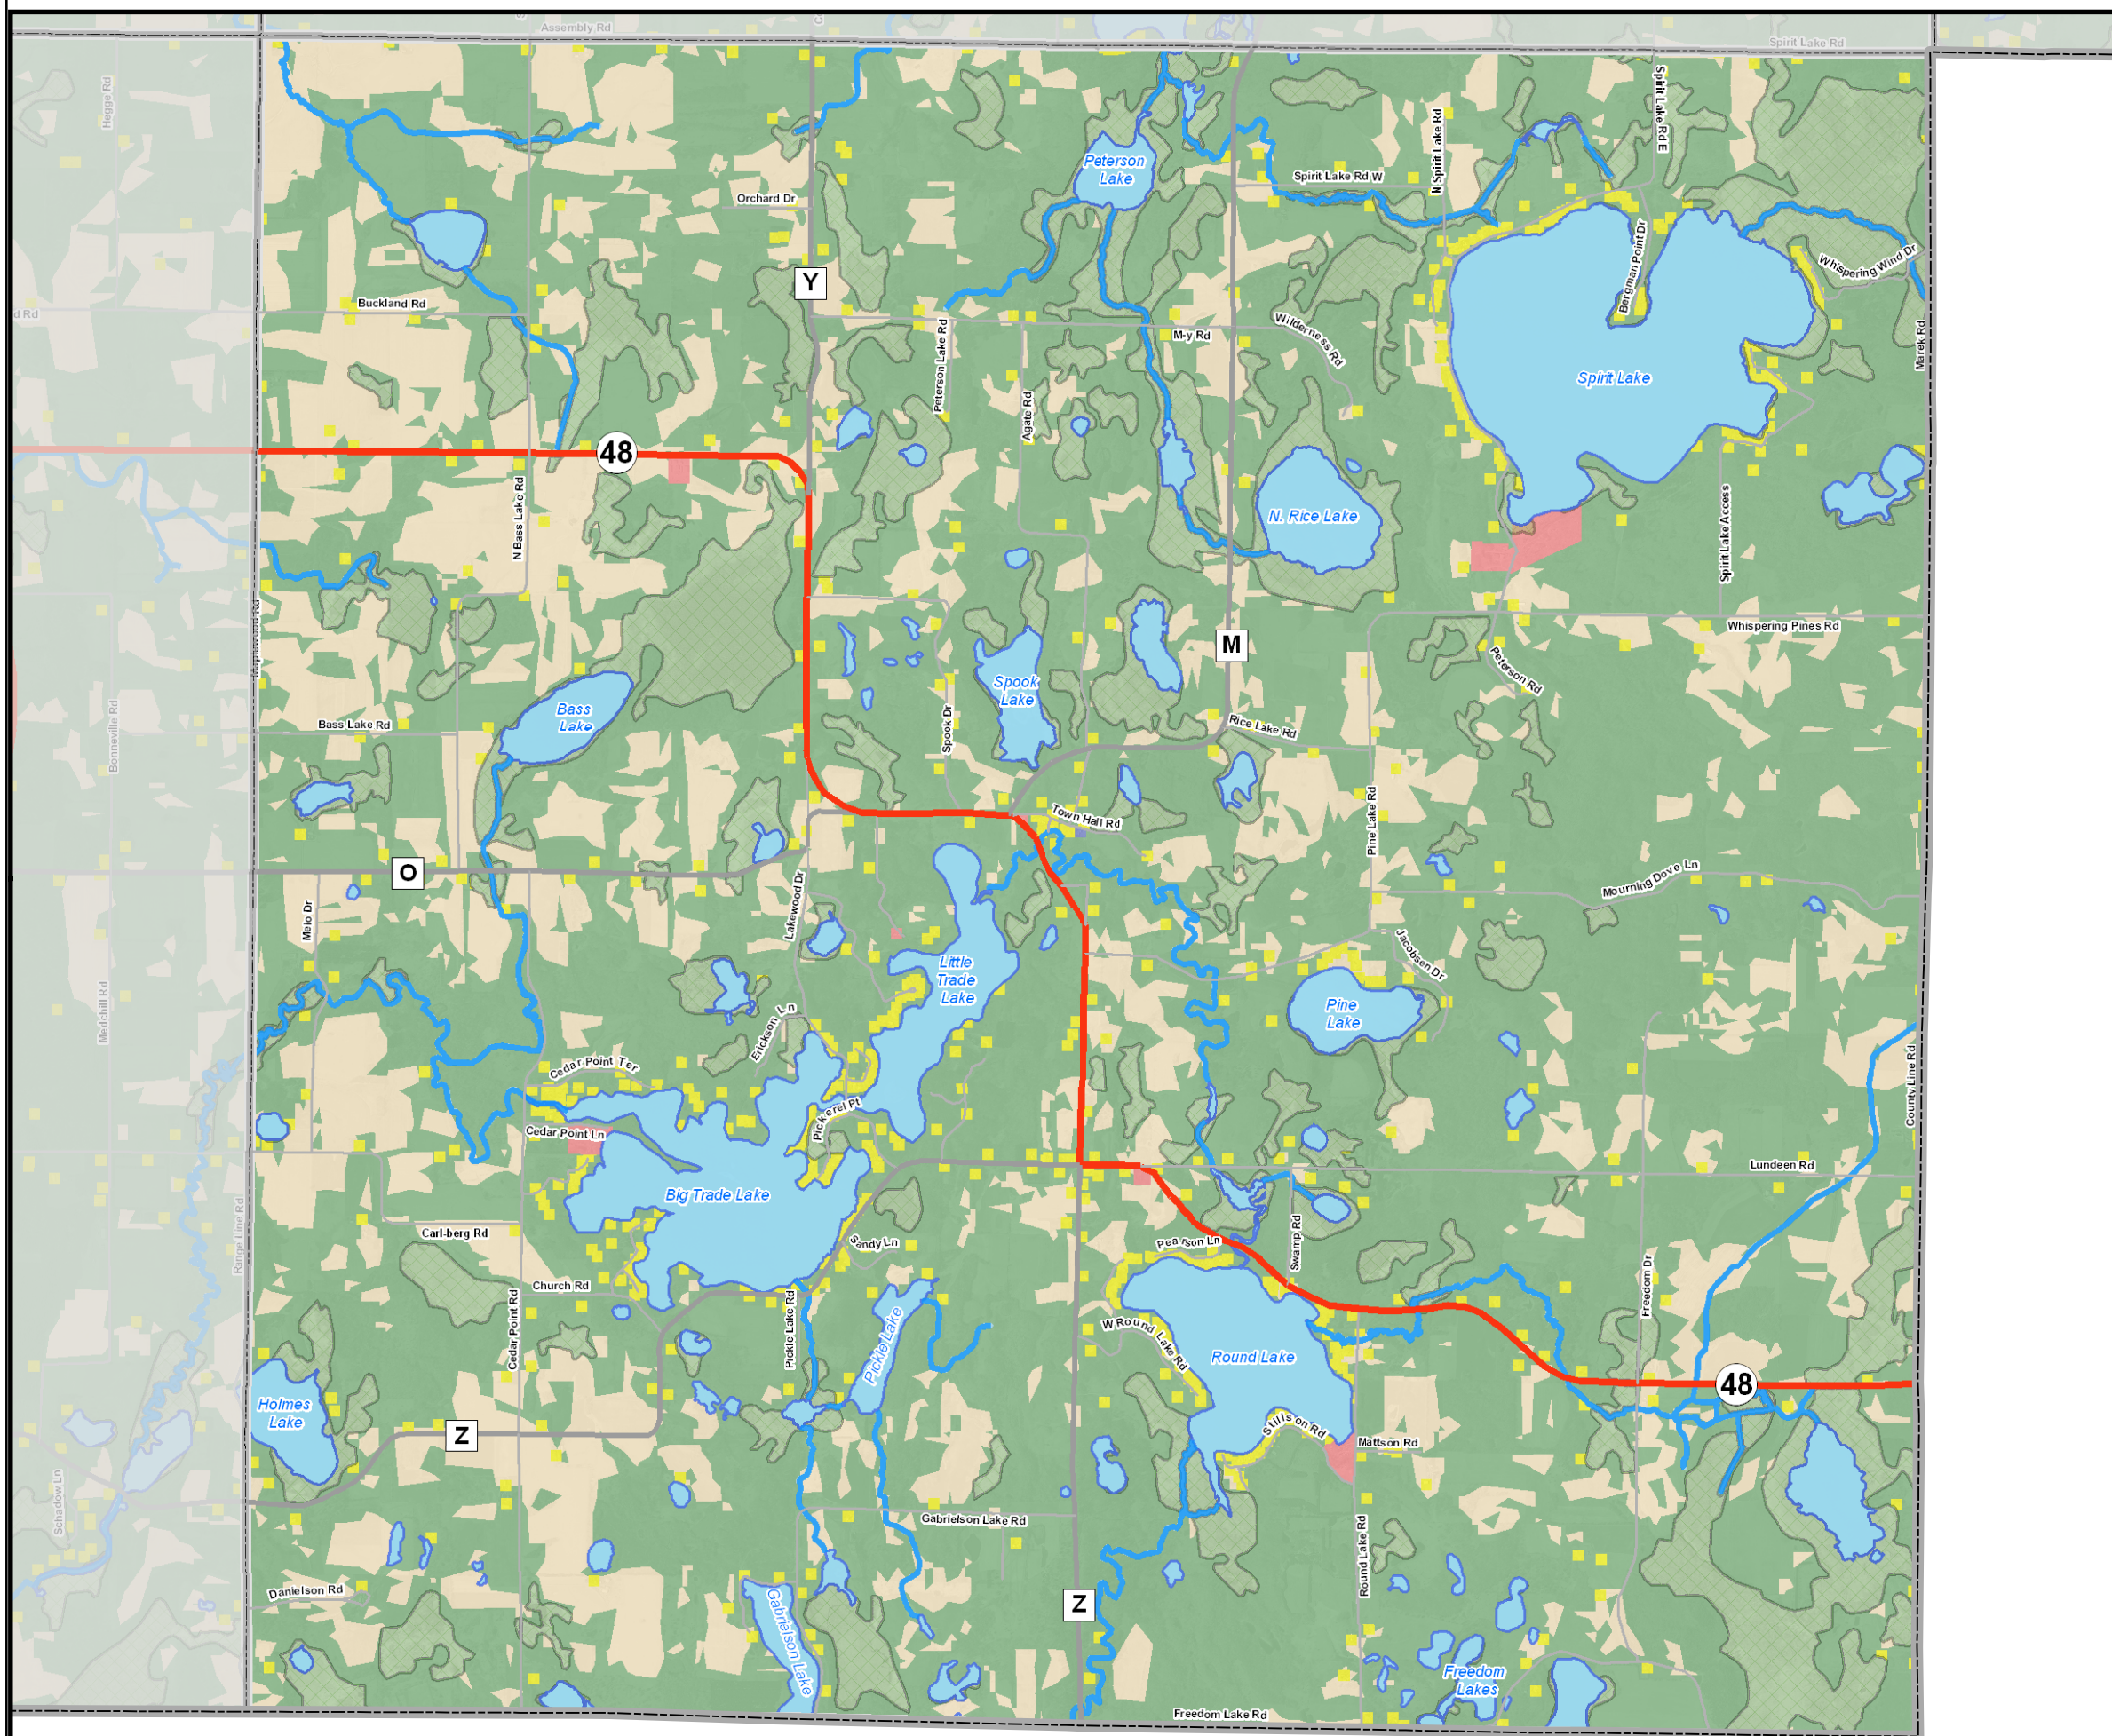 Assembly Rd
Spirit Lake Rd
Hegge Rd
Spirit Lake Rd E
N Spirit Lake Rd
Peterson
Lake
Spirit Lake Rd W
Orchard Dr
Bergman Point Dr
Whispering Wind Dr
Y
Buckland Rd
d Rd
M-y Rd
Wilderness Rd
Peterson Lake Rd
Marek Rd
Spirit Lake
Agate Rd
48
N Bass Lake Rd
N. Rice Lake
Spirit Lake Access
Maplewood Rd
Whispering Pines Rd
M
Peterson Rd
Spook
Lake
Bass
Lake
Bass Lake Rd
Bonneville Rd
Spook Dr
Rice Lake Rd
Town Hall Rd
Pine Lake Rd
O
Mourning Dove Ln
Melo Dr
Lakewood Dr
Jacobsen Dr
Little
Trade
Lake
Medchill Rd
Pine
Lake
Erickson Ln
Cedar Point Ter
County Line Rd
Pickerel Pt
Cedar Point Ln
Lundeen Rd
Big Trade Lake
Ringe Line Rd
Carl-berg Rd
Sandy Ln
Pearson Ln
Swamp Rd
Church Rd
Freedom Dr
Cedar Point Rd
Pickle Lake Rd
Pickle Lake
W Round Lake Rd
Round Lake
48
Holmes
Lake
Z
Stillson Rd
Mattson Rd
Schadow Ln
Gabrielson Lake Rd
Round Lake Rd
Danielson Rd
Gabrielson Lake
Z
Freedom
Lakes
Freedom Lake Rd